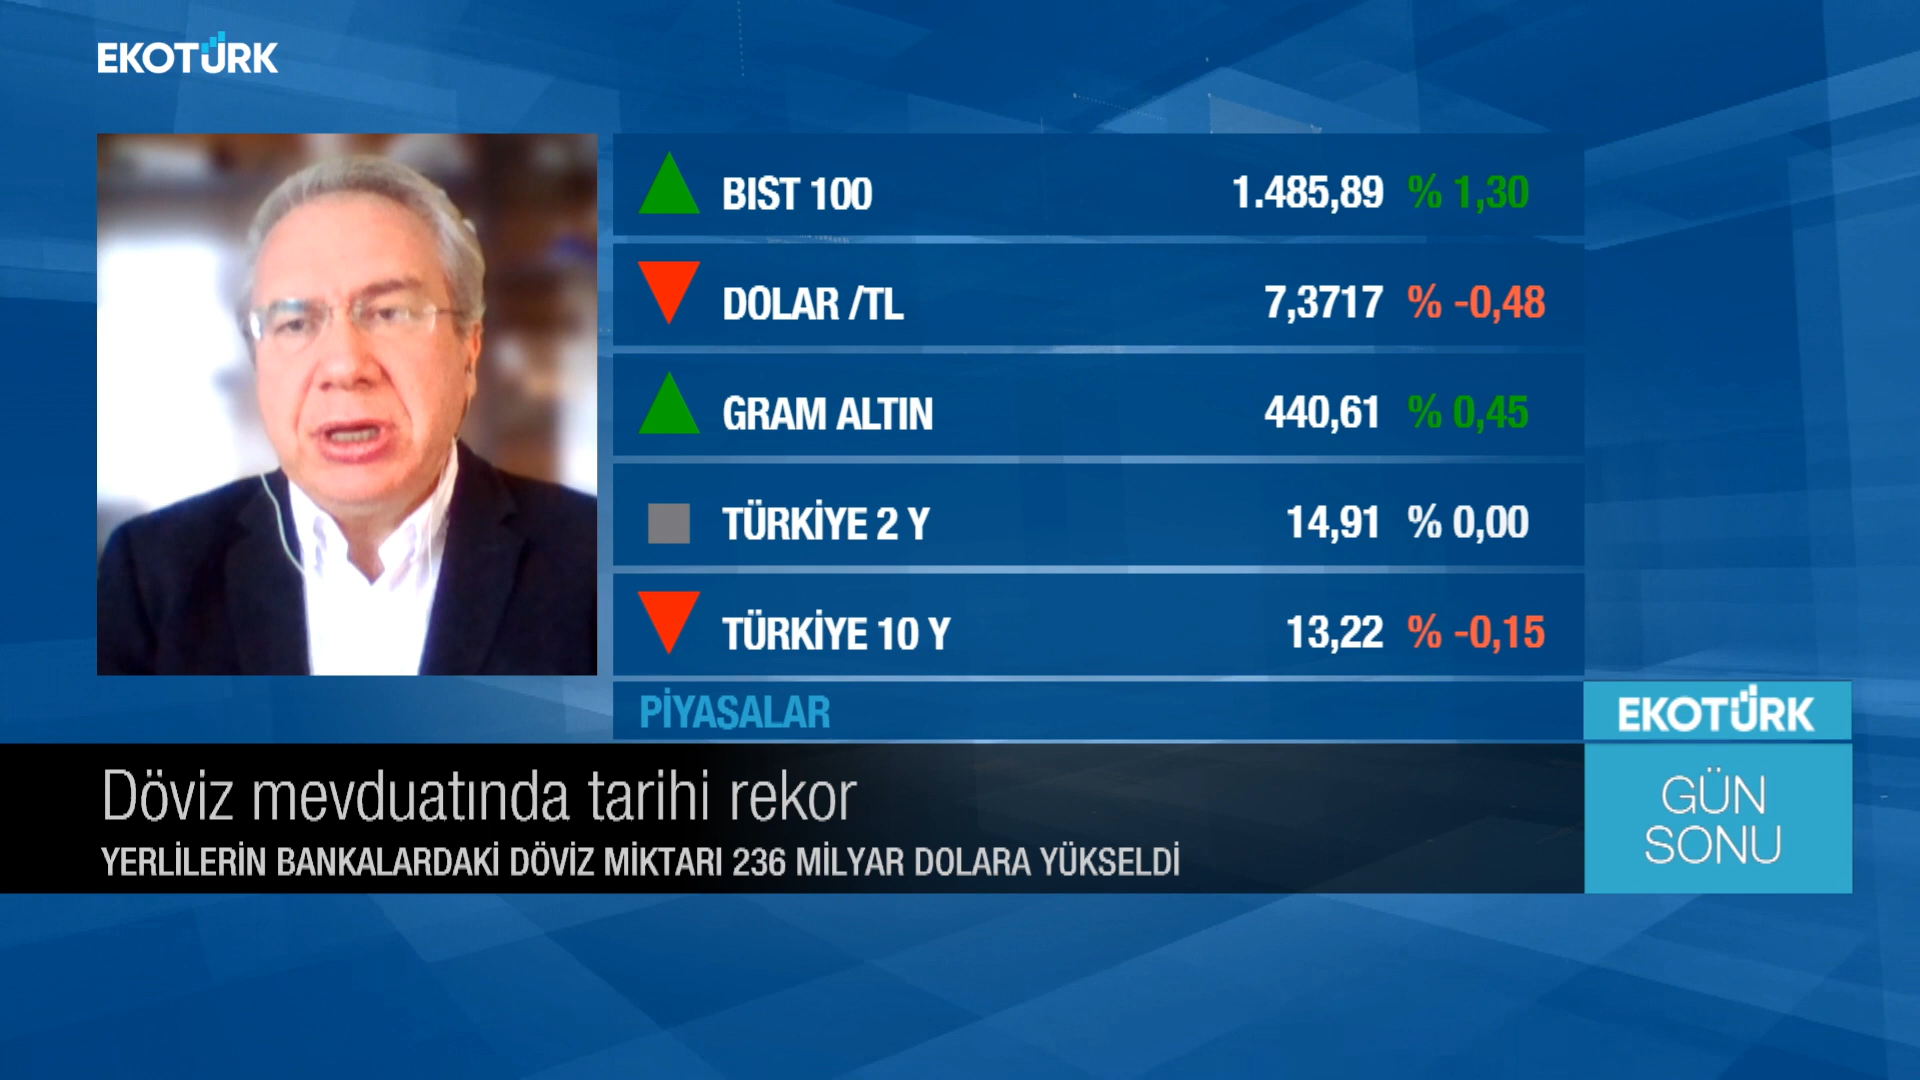 EKOTÜRK
BIST 100 1.485,89 % 1,30
DOLAR /TL 7,3717 % -0,48
GRAM ALTIN 440,61 % 0,45
TÜRKİYE 2 Y 14,91 % 0,00
TÜRKİYE 10 Y 13,22 % -0,15
PİYASALAR
EKOTÜRK
Döviz mevduatında tarihi rekor
YERLİLERİN BANKALARDAKİ DÖVİZ MİKTARI 236 MİLYAR DOLARA YÜKSELDİ
GÜN
SONU